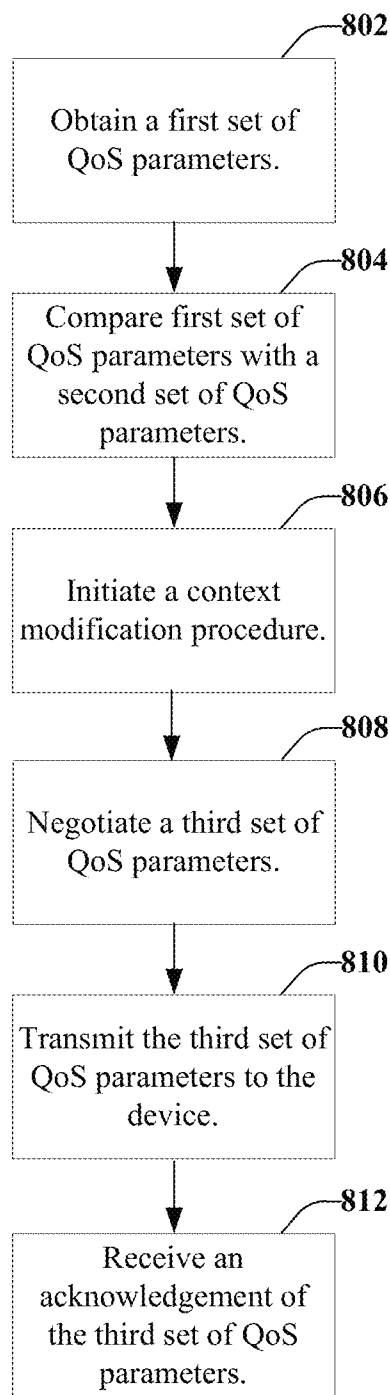 802
Obtain a first set of
QoS parameters.
804
Compare first set of
QoS parameters with a
second set of QoS
parameters.
806
Initiate a context
modification procedure.
808
Negotiate a third set of
QoS parameters.
810
Transmit the third set of
QoS parameters to the
device.
812
Receive an
acknowledgement of
the third set of QoS
parameters.